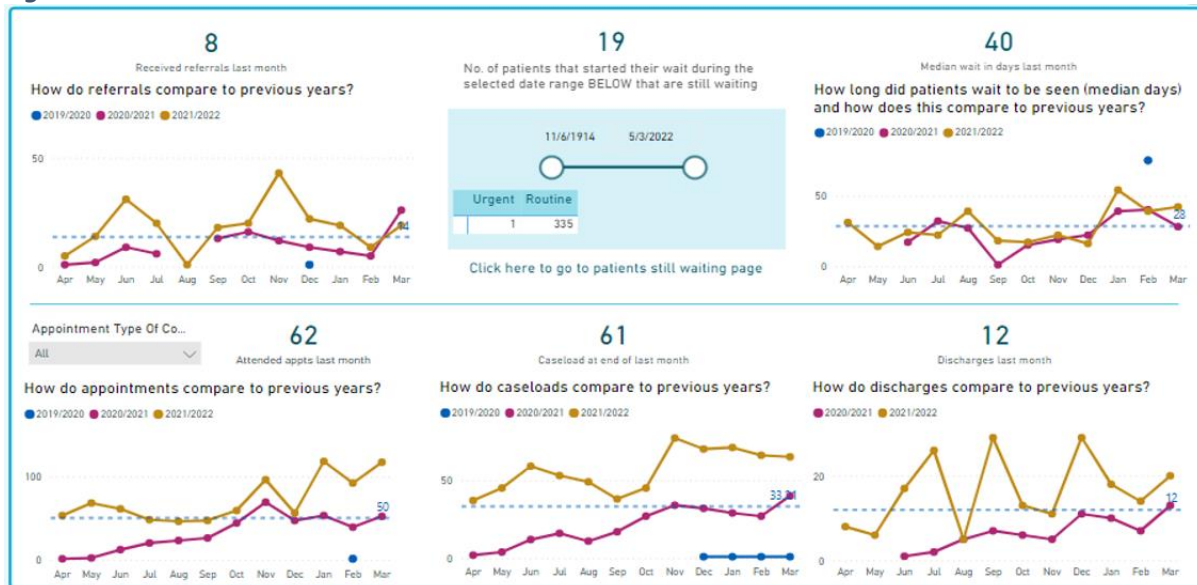 8
Received referrals last month
How do referrals compare to previous years?
2019/2020 2020/2021 2021/2022
50
0
14
Apr May Jun Jul Aug Sep Oct Nov Dec Jan Feb Mar
19
No. of patients that started their wait during the
selected date range BELOW that are still waiting
11/6/1914 5/3/2022
Urgent Routine
1 335
Click here to go to patients still waiting page
40
Median wait in days last month
How long did patients wait to be seen (median days)
and how does this compare to previous years?
2019/2020 2020/2021 2021/2022
50
28
0
Apr May Jun Jul Aug Sep Oct Nov Dec Jan Feb Mar
Appointment Type Of Co...
All
62
Attended appts last month
How do appointments compare to previous years?
2019/2020 2020/2021 2021/2022
100
50
0
Apr May Jun Jul Aug Sep Oct Nov Dec Jan Feb Mar
61
Caseload at end of last month
How do caseloads compare to previous years?
2019/2020 2020/2021 2021/2022
50
0
Apr May Jun Jul Aug Sep Oct Nov Dec Jan Feb Mar
12
Discharges last month
How do discharges compare to previous years?
2020/2021 2021/2022
20
12
0
Apr May Jun Jul Aug Sep Oct Nov Dec Jan Feb Mar